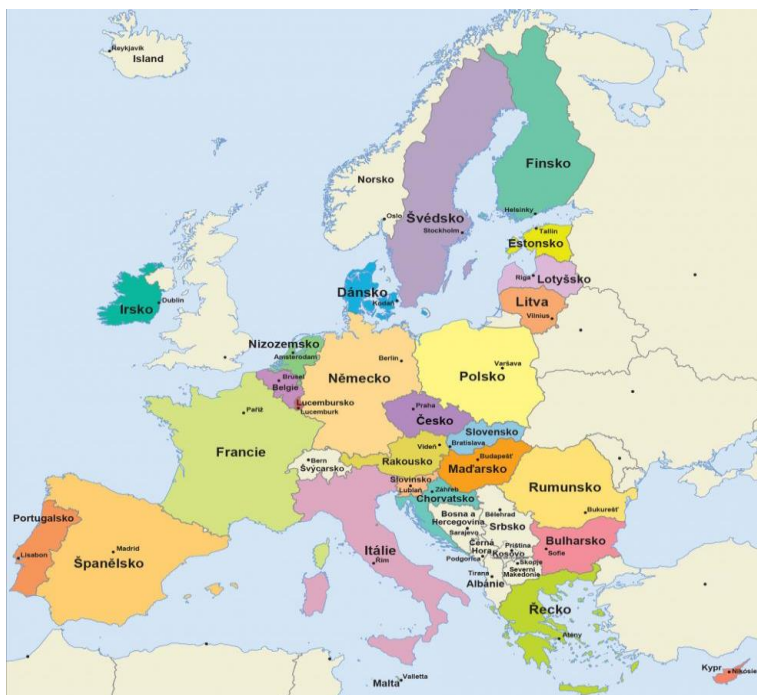 Reykjavík
Island
Finsko
Norsko
Helsinky
Oslo
Švédsko
Stockholm
Tallin
Estonsko
Riga
Lotyšsko
Dánsko
Kodaň
Litva
Vilnius
Irsko
Dublin
Nizozemsko
Amsterodam
Berlin
Varšava
Polsko
Brusel
Belgie
Německo
Lucembursko
Lucemburk
Paříž
Praha
Česko
Slovensko
Bratislava
Francie
Vídeň
Rakousko
Budapešť
Maďarsko
Bern
Švýcarsko
Slovinsko
Lublaň
Záhřeb
Chorvatsko
Rumunsko
Bukurešť
Bosna a
Hercegovina
Sarajevo
Bělehrad
Srbsko
Portugalsko
Lisabon
Madrid
Španělsko
Itálie
Řím
Černá
Hora
Podgorica
Priština
Kosovo
Bulharsko
Sofie
Skopje
Severní
Makedonie
Tirana
Albánie
Řecko
Atény
Malta
Valletta
Kypr
Nikósie